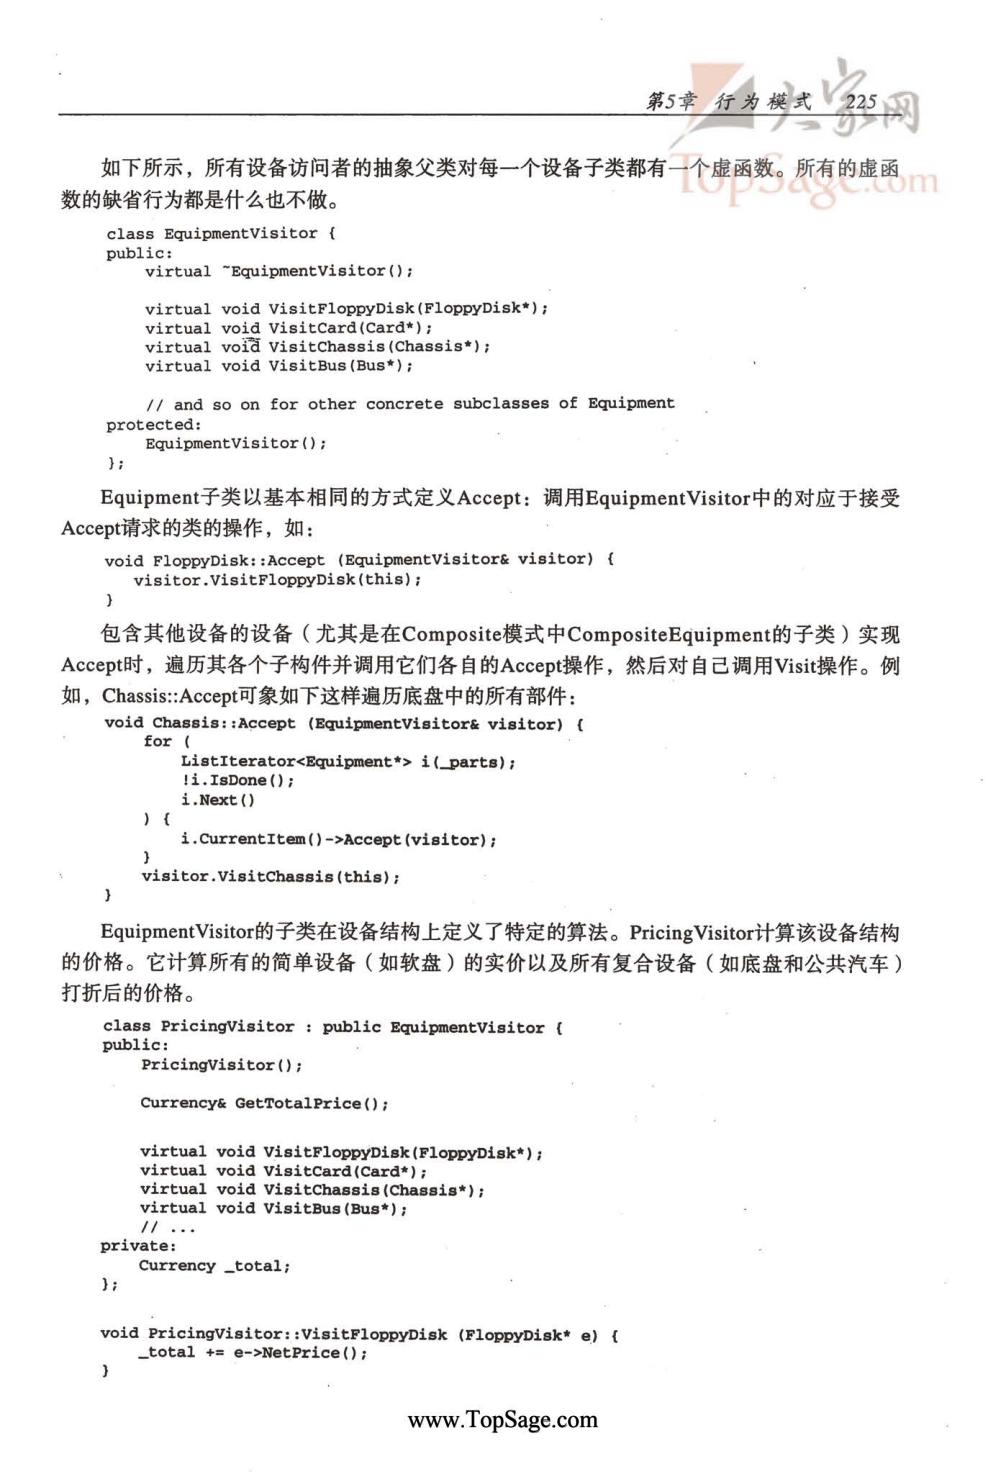 第5章 行为模式 225
大家网
TopSage.com
如下所示，所有设备访问者的抽象父类对每一个设备子类都有一个虚函数。所有的虚函
数的缺省行为都是什么也不做。
class EquipmentVisitor {
public:
virtual ~EquipmentVisitor();
virtual void VisitFloppyDisk(FloppyDisk*);
virtual void VisitCard(Card*);
virtual void VisitChassis(Chassis*);
virtual void VisitBus(Bus*);
// and so on for other concrete subclasses of Equipment
protected:
EquipmentVisitor();
};
Equipment子类以基本相同的方式定义Accept：调用EquipmentVisitor中的对应于接受
Accept请求的类的操作，如：
void FloppyDisk::Accept (EquipmentVisitor& visitor) {
visitor.VisitFloppyDisk(this);
}
包含其他设备的设备（尤其是在Composite模式中CompositeEquipment的子类）实现
Accept时，遍历其各个子构件并调用它们各自的Accept操作，然后对自己调用Visit操作。例
如，Chassis::Accept可象如下这样遍历底盘中的所有部件：
void Chassis::Accept (EquipmentVisitor& visitor) {
for (
ListIterator<Equipment*> i(_parts);
!i.IsDone();
i.Next()
) {
i.CurrentItem()->Accept(visitor);
}
visitor.VisitChassis(this);
}
EquipmentVisitor的子类在设备结构上定义了特定的算法。PricingVisitor计算该设备结构
的价格。它计算所有的简单设备（如软盘）的实价以及所有复合设备（如底盘和公共汽车）
打折后的价格。
class PricingVisitor : public EquipmentVisitor {
public:
PricingVisitor();
Currency& GetTotalPrice();
virtual void VisitFloppyDisk(FloppyDisk*);
virtual void VisitCard(Card*);
virtual void VisitChassis(Chassis*);
virtual void VisitBus(Bus*);
// ...
private:
Currency _total;
};
void PricingVisitor::VisitFloppyDisk (FloppyDisk* e) {
_total += e->NetPrice();
}
www.TopSage.com